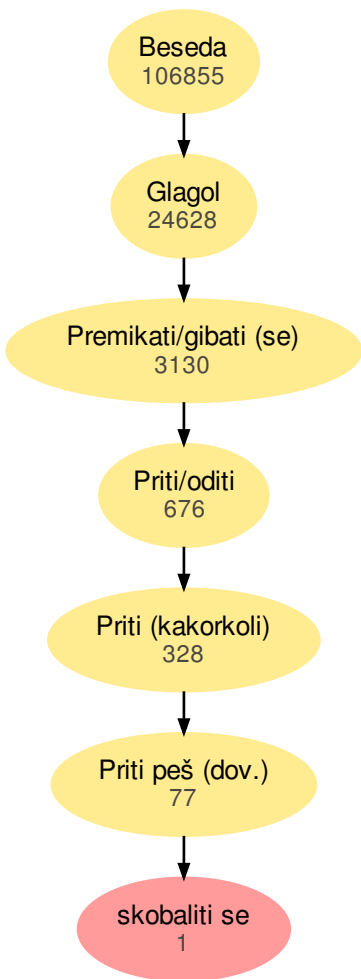 Beseda
106855
Glagol
24628
Premikati/gibati (se)
3130
Priti/oditi
676
Priti (kakorkoli)
328
Priti peš (dov.)
77
skobaliti se
1